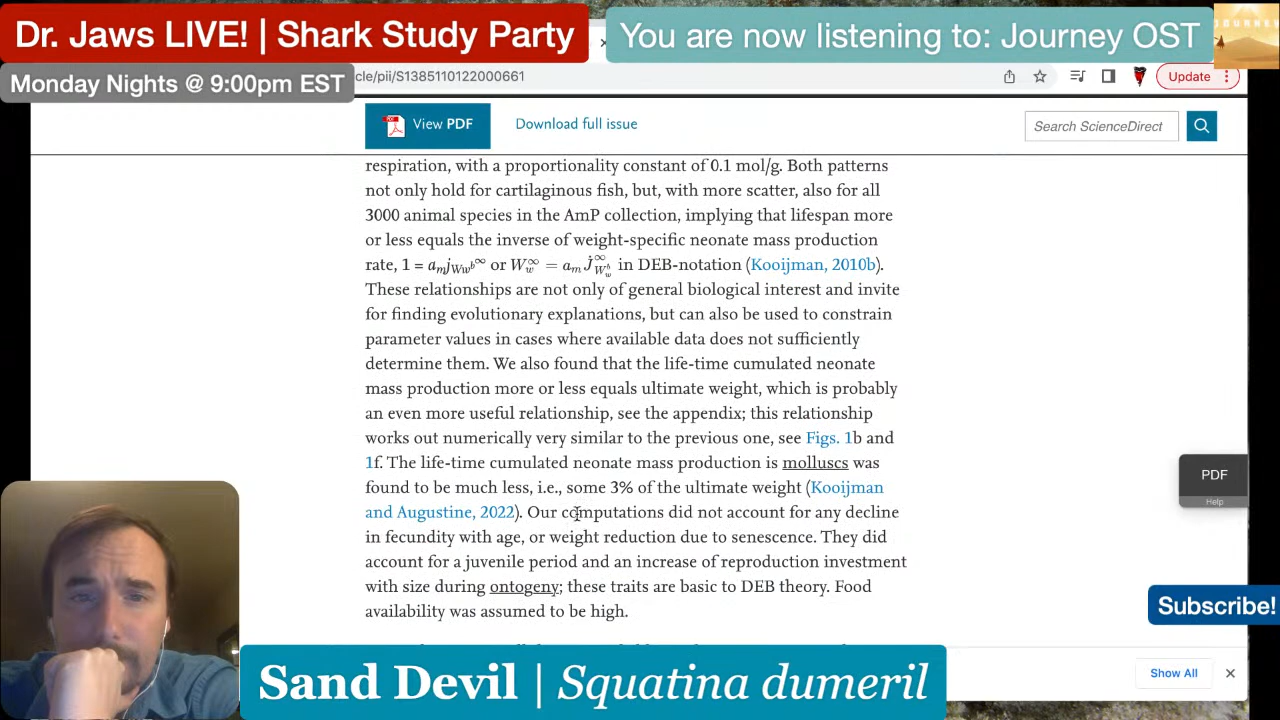 Dr. Jaws LIVE! | Shark Study Party
You are now listening to: Journey OST
JOURNEY
Monday Nights @ 9:00pm EST
cle/pii/S1385110122000661
Update
View PDF
Download full issue
Search ScienceDirect
respiration, with a proportionality constant of 0.1 mol/g. Both patterns
not only hold for cartilaginous fish, but, with more scatter, also for all
3000 animal species in the AmP collection, implying that lifespan more
or less equals the inverse of weight-specific neonate mass production
rate, 1 = aₘj_Ww^b∞ or W_w^∞ = aₘ J̇_{W_w^b}^∞ in DEB-notation (Kooijman, 2010b).
These relationships are not only of general biological interest and invite
for finding evolutionary explanations, but can also be used to constrain
parameter values in cases where available data does not sufficiently
determine them. We also found that the life-time cumulated neonate
mass production more or less equals ultimate weight, which is probably
an even more useful relationship, see the appendix; this relationship
works out numerically very similar to the previous one, see Figs. 1b and
1f. The life-time cumulated neonate mass production is molluscs was
found to be much less, i.e., some 3% of the ultimate weight (Kooijman
and Augustine, 2022). Our computations did not account for any decline
in fecundity with age, or weight reduction due to senescence. They did
account for a juvenile period and an increase of reproduction investment
with size during ontogeny; these traits are basic to DEB theory. Food
availability was assumed to be high.
PDF
Help
Subscribe!
Show All
Sand Devil | Squatina dumeril